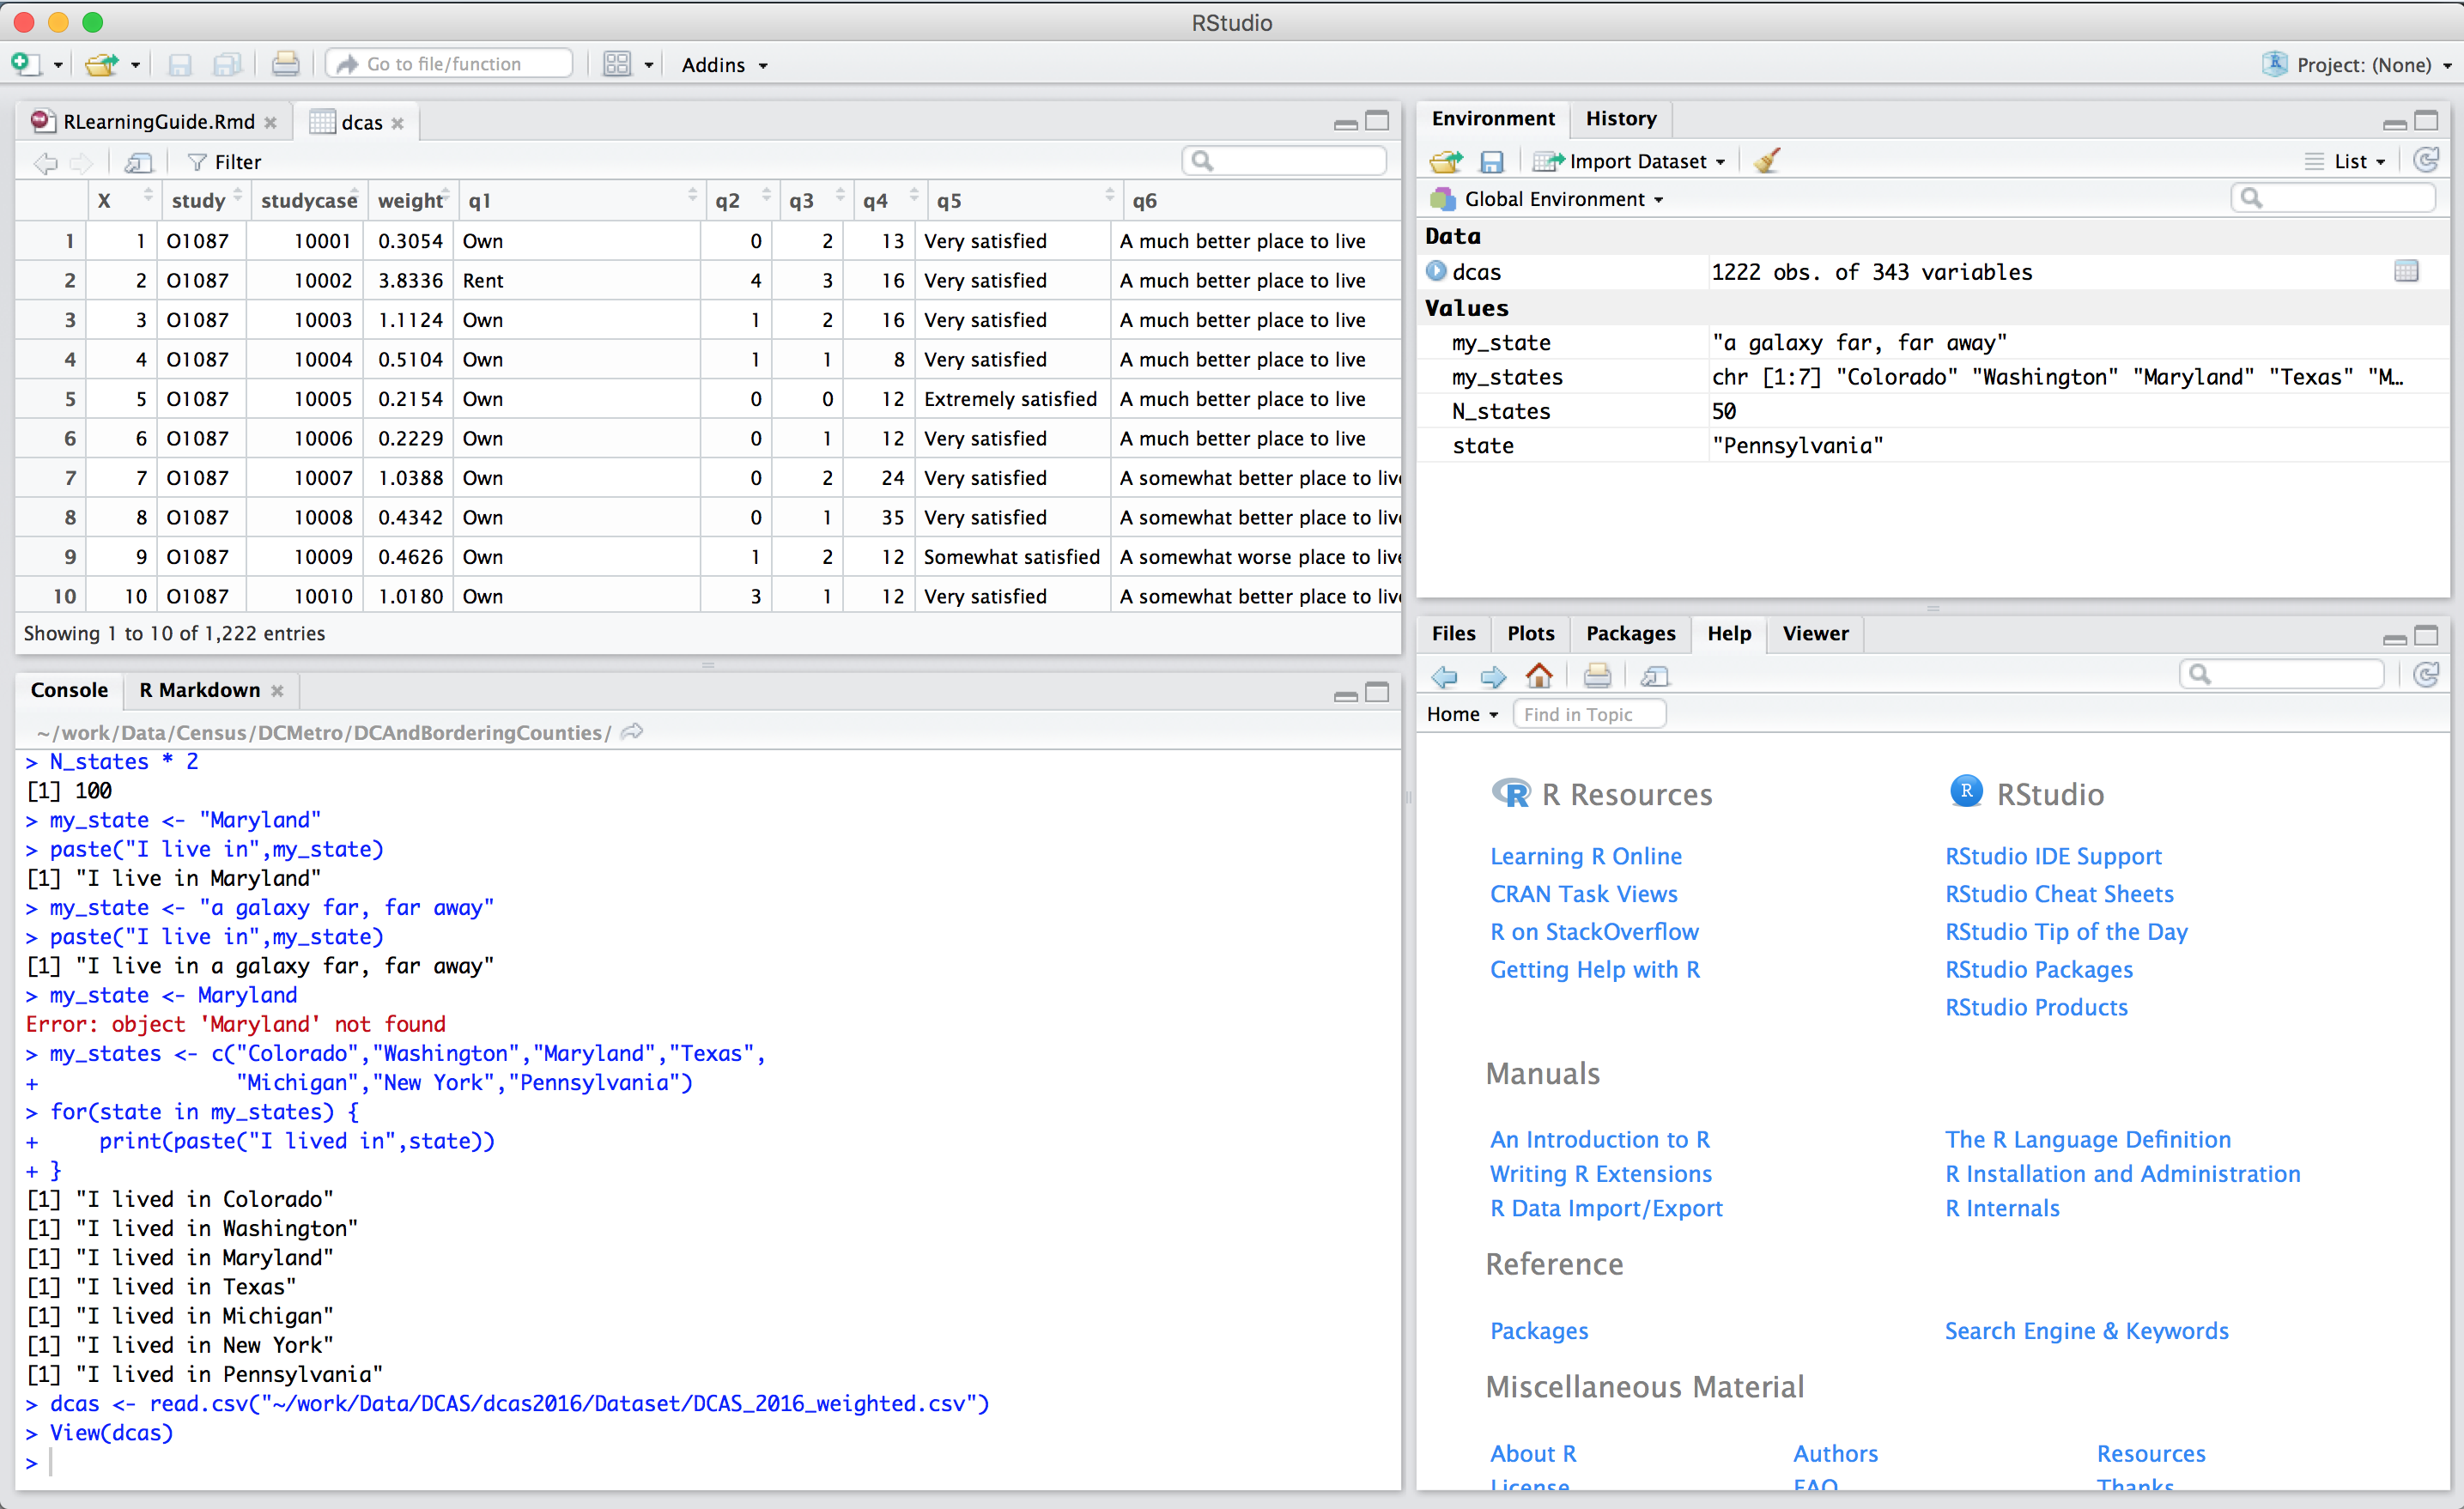 RStudio
Go to file/function
Addins
Project: (None)
RLearningGuide.Rmd
dcas
Filter
X study studycase weight q1 q2 q3 q4 q5 q6
1 1 O1087 10001 0.3054 Own 0 2 13 Very satisfied A much better place to live
2 2 O1087 10002 3.8336 Rent 4 3 16 Very satisfied A much better place to live
3 3 O1087 10003 1.1124 Own 1 2 16 Very satisfied A much better place to live
4 4 O1087 10004 0.5104 Own 1 1 8 Very satisfied A much better place to live
5 5 O1087 10005 0.2154 Own 0 0 12 Extremely satisfied A much better place to live
6 6 O1087 10006 0.2229 Own 0 1 12 Very satisfied A much better place to live
7 7 O1087 10007 1.0388 Own 0 2 24 Very satisfied A somewhat better place to live
8 8 O1087 10008 0.4342 Own 0 1 35 Very satisfied A somewhat better place to live
9 9 O1087 10009 0.4626 Own 1 2 12 Somewhat satisfied A somewhat worse place to live
10 10 O1087 10010 1.0180 Own 3 1 12 Very satisfied A somewhat better place to live
Showing 1 to 10 of 1,222 entries
Console
R Markdown
~/work/Data/Census/DCMetro/DCAndBorderingCounties/
> N_states * 2
[1] 100
> my_state <- "Maryland"
> paste("I live in",my_state)
[1] "I live in Maryland"
> my_state <- "a galaxy far, far away"
> paste("I live in",my_state)
[1] "I live in a galaxy far, far away"
> my_state <- Maryland
Error: object 'Maryland' not found
> my_states <- c("Colorado","Washington","Maryland","Texas",
+                "Michigan","New York","Pennsylvania")
> for(state in my_states) {
+     print(paste("I lived in",state))
+ }
[1] "I lived in Colorado"
[1] "I lived in Washington"
[1] "I lived in Maryland"
[1] "I lived in Texas"
[1] "I lived in Michigan"
[1] "I lived in New York"
[1] "I lived in Pennsylvania"
> dcas <- read.csv("~/work/Data/DCAS/dcas2016/Dataset/DCAS_2016_weighted.csv")
> View(dcas)
>
Environment History
Import Dataset
List
Global Environment
Data
dcas 1222 obs. of 343 variables
Values
my_state "a galaxy far, far away"
my_states chr [1:7] "Colorado" "Washington" "Maryland" "Texas" "M…
N_states 50
state "Pennsylvania"
Files Plots Packages Help Viewer
Home
Find in Topic
R Resources
Learning R Online
CRAN Task Views
R on StackOverflow
Getting Help with R
RStudio
RStudio IDE Support
RStudio Cheat Sheets
RStudio Tip of the Day
RStudio Packages
RStudio Products
Manuals
An Introduction to R The R Language Definition
Writing R Extensions R Installation and Administration
R Data Import/Export R Internals
Reference
Packages Search Engine & Keywords
Miscellaneous Material
About R Authors Resources
License FAQ Thanks